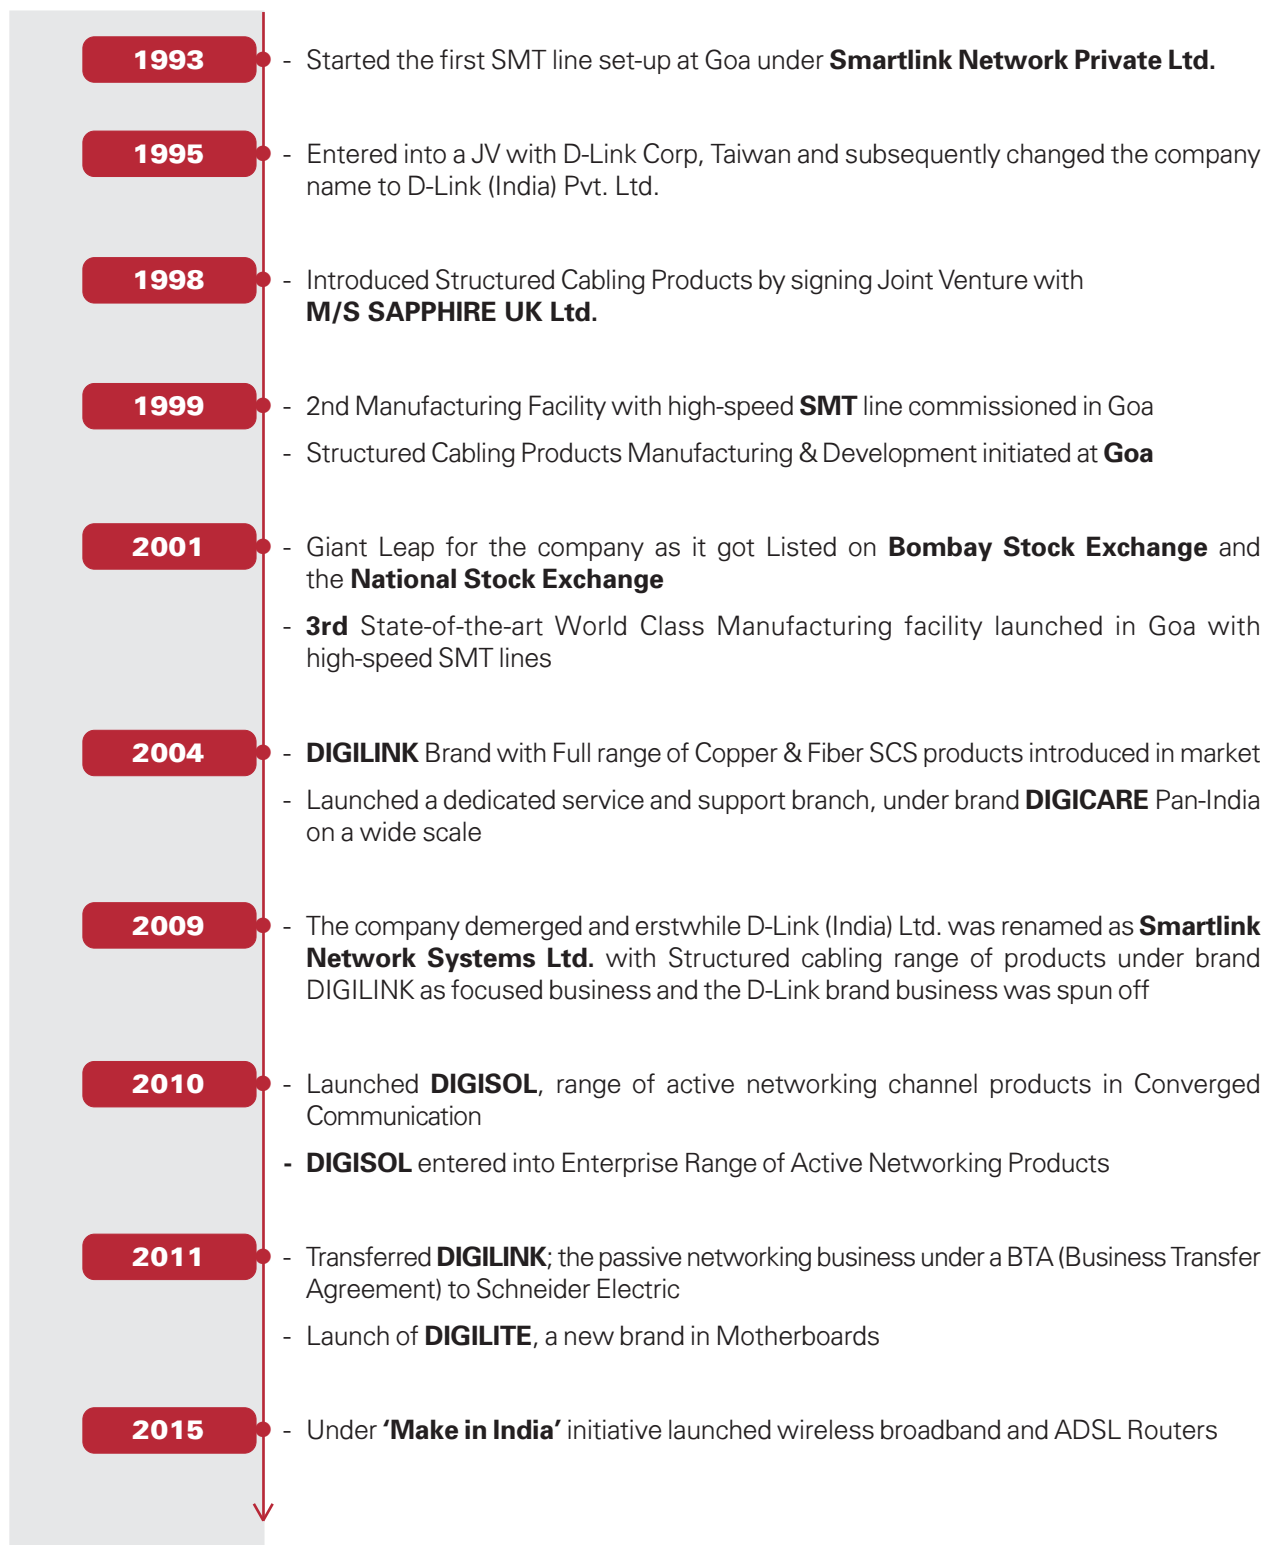 1993
- Started the first SMT line set-up at Goa under Smartlink Network Private Ltd.
1995
- Entered into a JV with D-Link Corp, Taiwan and subsequently changed the company
name to D-Link (India) Pvt. Ltd.
1998
- Introduced Structured Cabling Products by signing Joint Venture with
M/S SAPPHIRE UK Ltd.
1999
- 2nd Manufacturing Facility with high-speed SMT line commissioned in Goa
- Structured Cabling Products Manufacturing & Development initiated at Goa
2001
- Giant Leap for the company as it got Listed on Bombay Stock Exchange and
the National Stock Exchange
- 3rd State-of-the-art World Class Manufacturing facility launched in Goa with
high-speed SMT lines
2004
- DIGILINK Brand with Full range of Copper & Fiber SCS products introduced in market
- Launched a dedicated service and support branch, under brand DIGICARE Pan-India
on a wide scale
2009
- The company demerged and erstwhile D-Link (India) Ltd. was renamed as Smartlink
Network Systems Ltd. with Structured cabling range of products under brand
DIGILINK as focused business and the D-Link brand business was spun off
2010
- Launched DIGISOL, range of active networking channel products in Converged
Communication
- DIGISOL entered into Enterprise Range of Active Networking Products
2011
- Transferred DIGILINK; the passive networking business under a BTA (Business Transfer
Agreement) to Schneider Electric
- Launch of DIGILITE, a new brand in Motherboards
2015
- Under ‘Make in India’ initiative launched wireless broadband and ADSL Routers